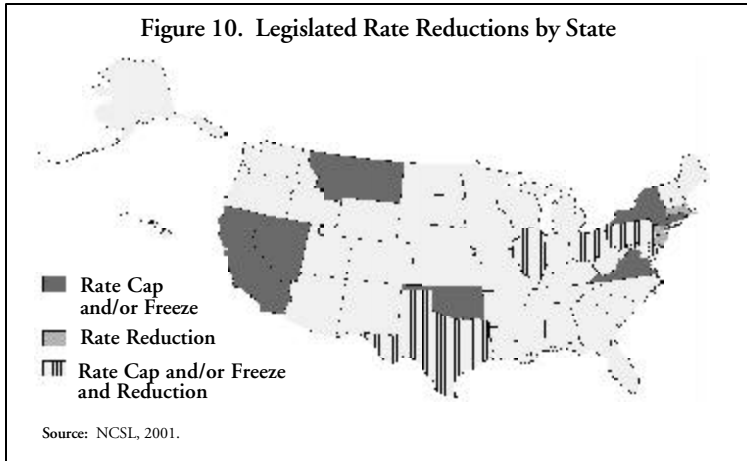 Figure 10. Legislated Rate Reductions by State
Rate Cap
and/or Freeze
Rate Reduction
Rate Cap and/or Freeze
and Reduction
Source: NCSL, 2001.